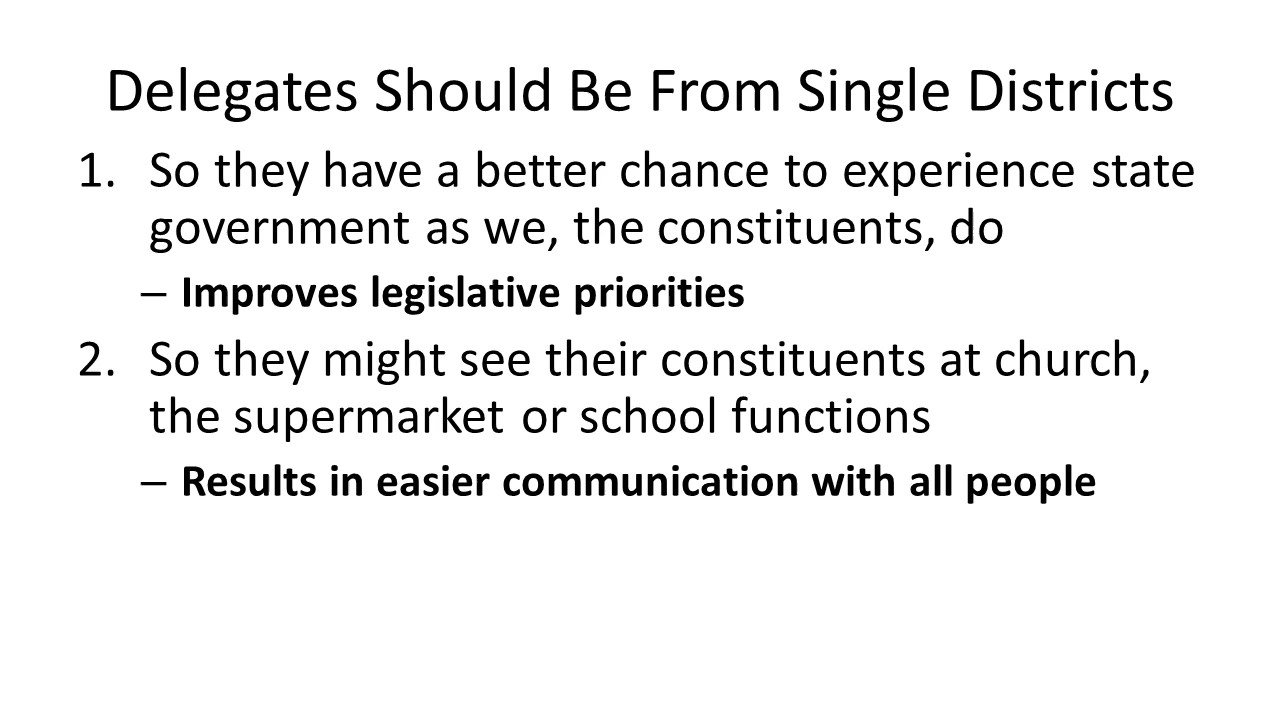 Delegates Should Be From Single Districts
1. So they have a better chance to experience state
government as we, the constituents, do
– Improves legislative priorities
2. So they might see their constituents at church,
the supermarket or school functions
– Results in easier communication with all people